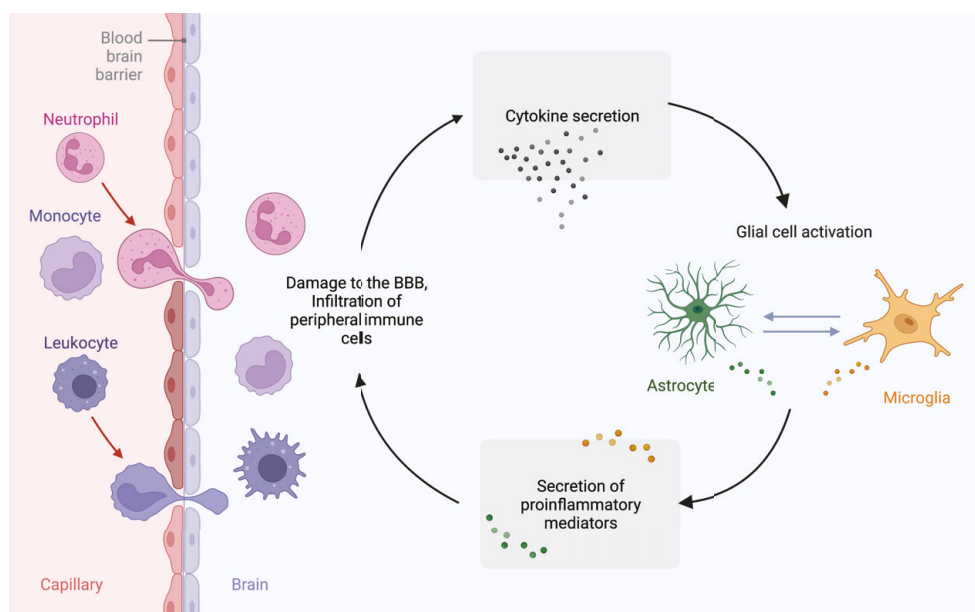 Blood
brain
barrier
Neutrophil
Monocyte
Leukocyte
Capillary
Brain
Cytokine secretion
Glial cell activation
Astrocyte
Microglia
Secretion of
proinflammatory
mediators
Damage to the BBB,
Infiltration of
peripheral immune
cells